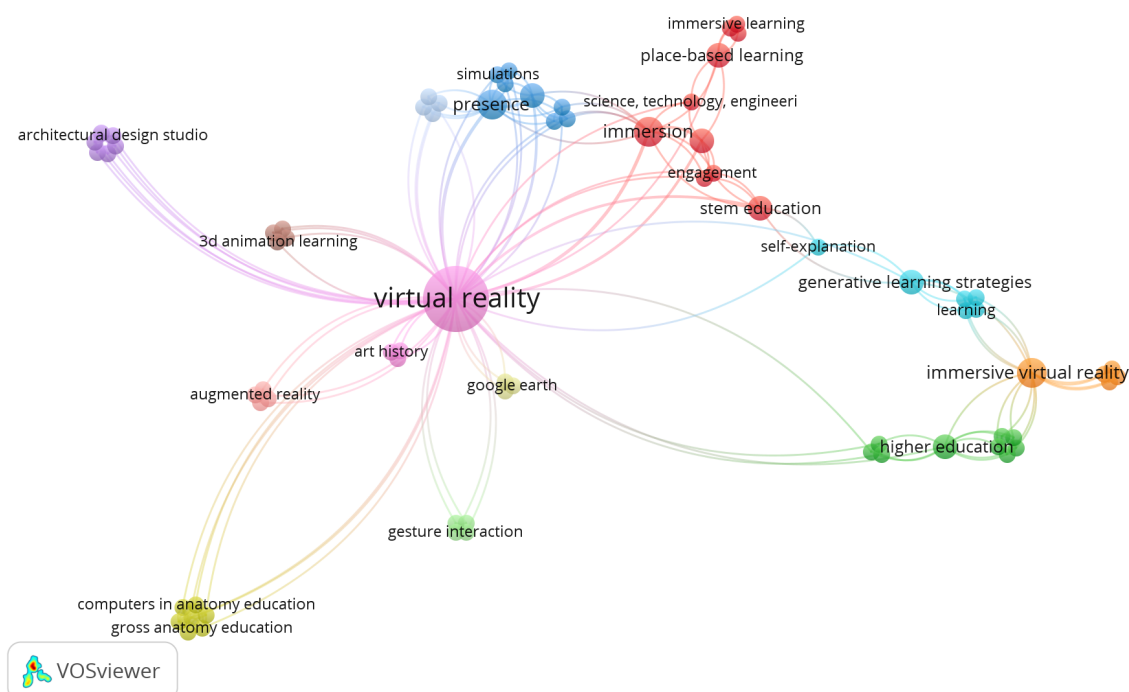 immersive learning
place-based learning
simulations
presence
science, technology, engineeri
architectural design studio
immersion
engagement
stem education
3d animation learning
self-explanation
generative learning strategies
virtual reality
learning
art history
immersive virtual reality
google earth
augmented reality
higher education
gesture interaction
computers in anatomy education
gross anatomy education
VOSviewer